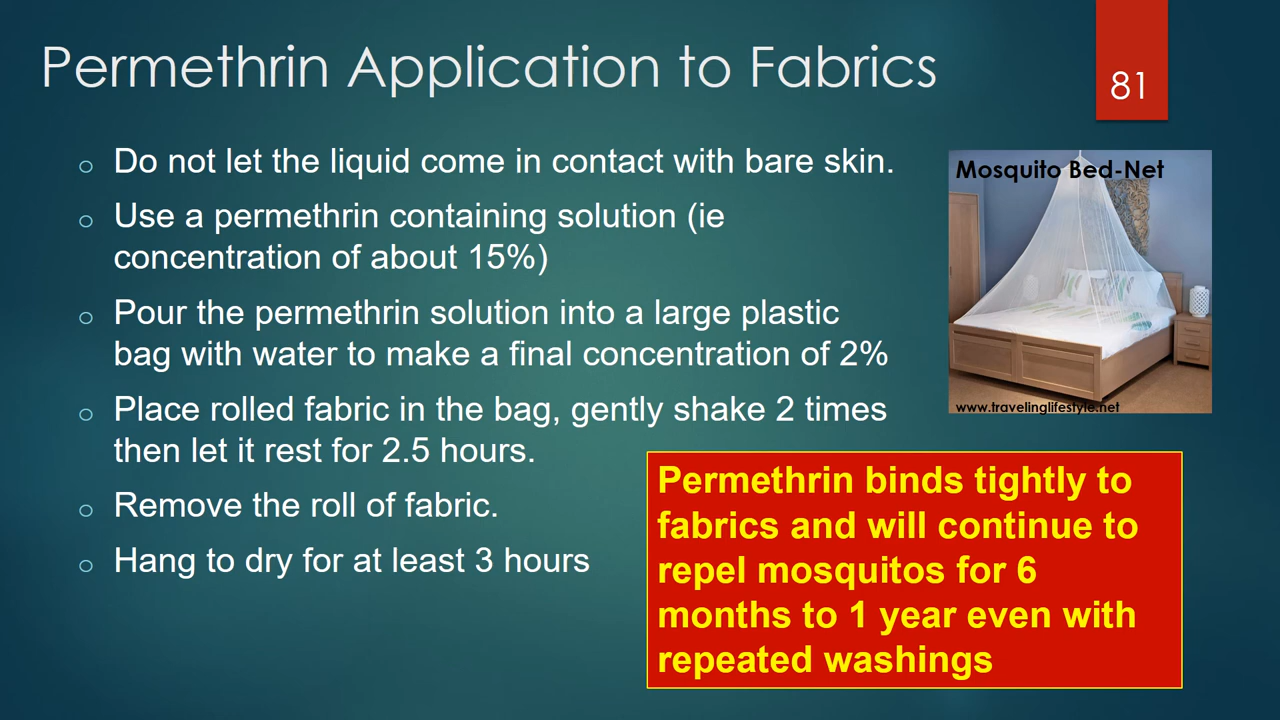 Permethrin Application to Fabrics
81
o Do not let the liquid come in contact with bare skin.
o Use a permethrin containing solution (ie
concentration of about 15%)
o Pour the permethrin solution into a large plastic
bag with water to make a final concentration of 2%
o Place rolled fabric in the bag, gently shake 2 times
then let it rest for 2.5 hours.
o Remove the roll of fabric.
o Hang to dry for at least 3 hours
Mosquito Bed-Net
www.travelinglifestyle.net
Permethrin binds tightly to
fabrics and will continue to
repel mosquitos for 6
months to 1 year even with
repeated washings